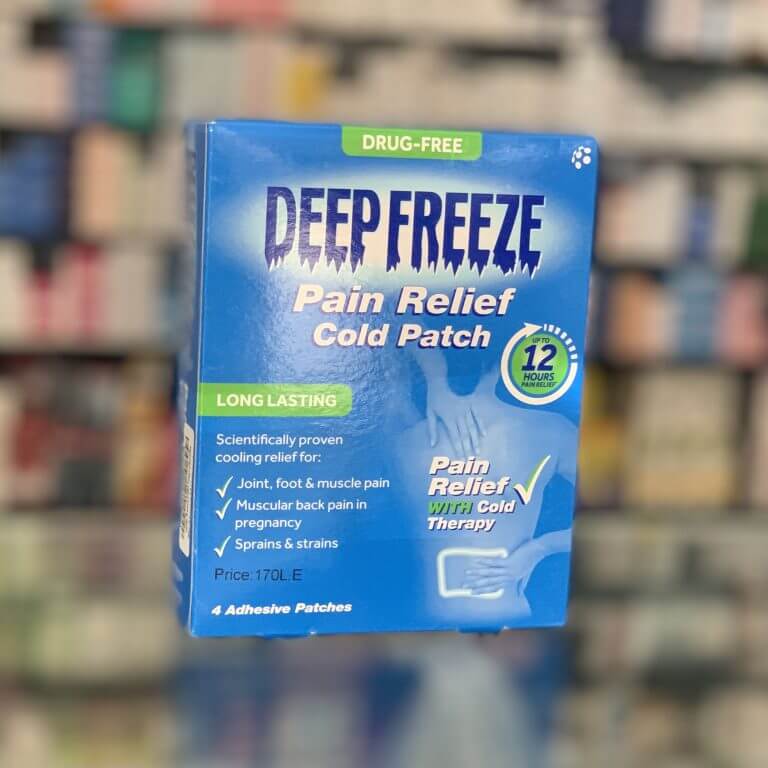 DRUG-FREE
DEEP FREEZE
Pain Relief
Cold Patch
UP TO
12
HOURS
PAIN RELIEF
LONG LASTING
Scientifically proven
cooling relief for:
Joint, foot & muscle pain
Muscular back pain in
pregnancy
Sprains & strains
Pain
Relief
WITH Cold
Therapy
Price:170L.E
4 Adhesive Patches